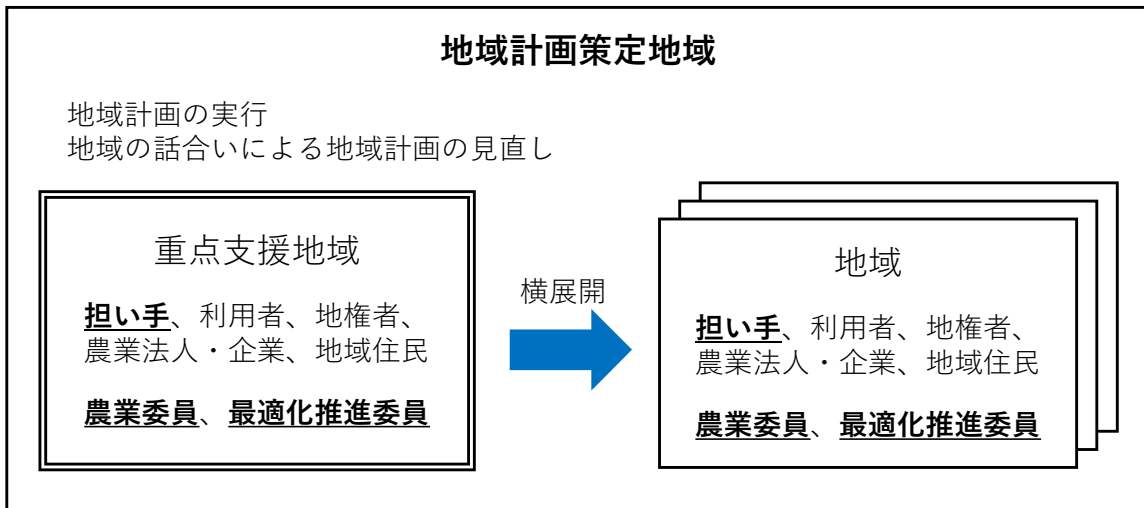 地域計画策定地域
地域計画の実行
地域の話合いによる地域計画の見直し
重点支援地域
担い手、利用者、地権者、
農業法人・企業、地域住民
農業委員、最適化推進委員
横展開
地域
担い手、利用者、地権者、
農業法人・企業、地域住民
農業委員、最適化推進委員